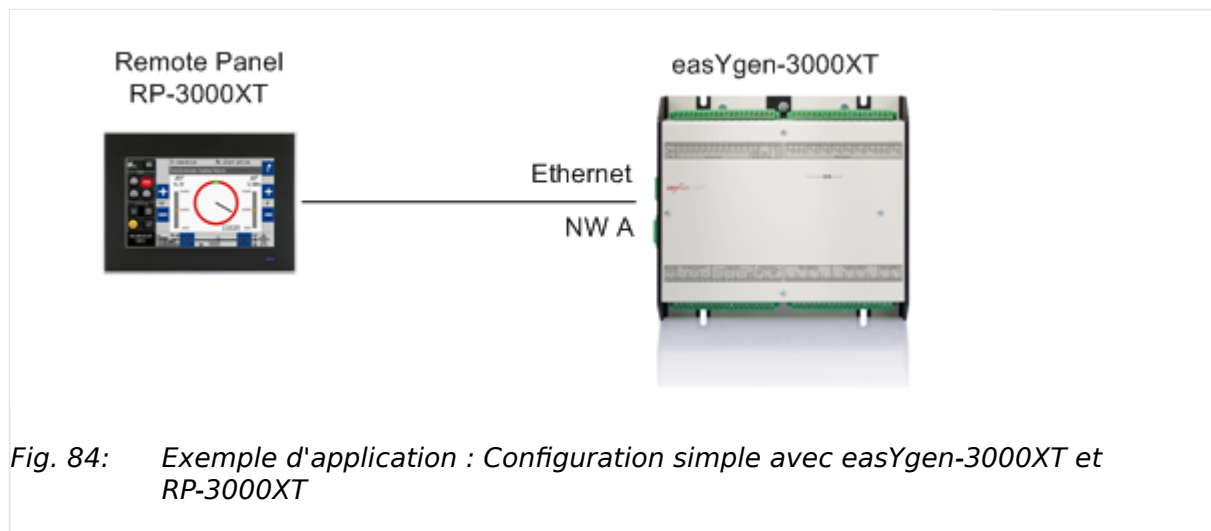 Remote Panel
RP-3000XT
easYgen-3000XT
Ethernet
NW A
Fig. 84: Exemple d'application : Configuration simple avec easYgen-3000XT et
RP-3000XT